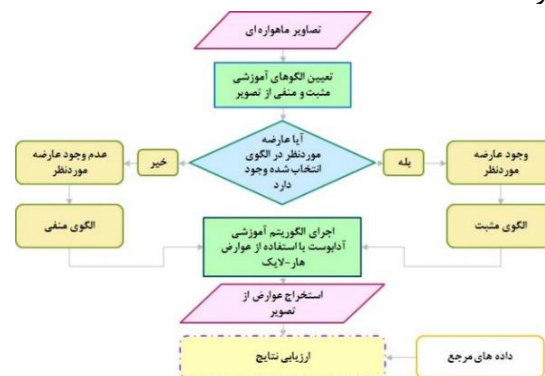 تصاویر ماهواره ای
تعیین الگوهای آموزشی
مثبت و منفی از تصویر
آیا عارضه
موردنظر در الگوی
انتخاب شده وجود
دارد
بله
خیر
وجود عارضه
موردنظر
عدم وجود عارضه
موردنظر
الگوی مثبت
الگوی منفی
اجرای الگوریتم آموزشی
آدابوست با استفاده از عوارض
هار-لایک
استخراج عوارض از
تصویر
ارزیابی نتایج
داده های مرجع